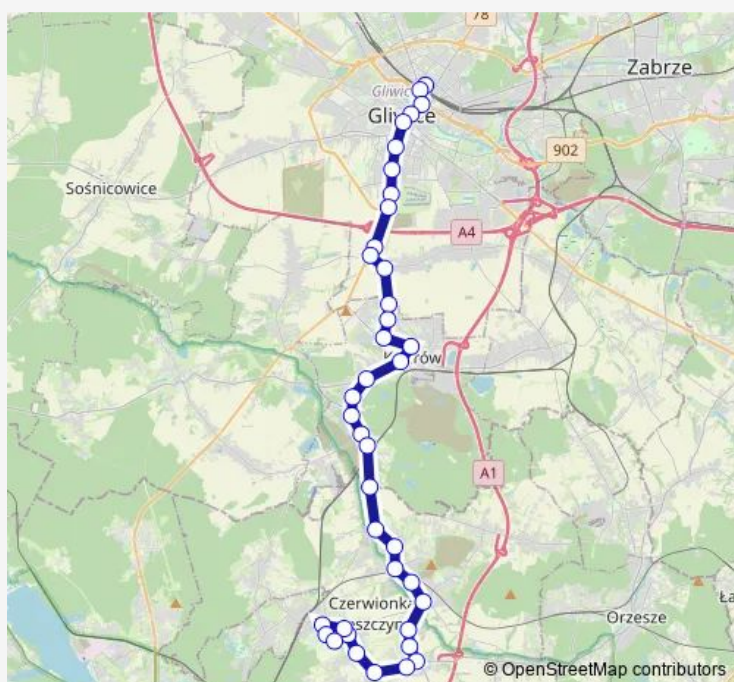 78
Zabrze
Gliwice
902
Sośnicowice
A4
A1
Czerwionka
Orzesze
© OpenStreetMap contributors